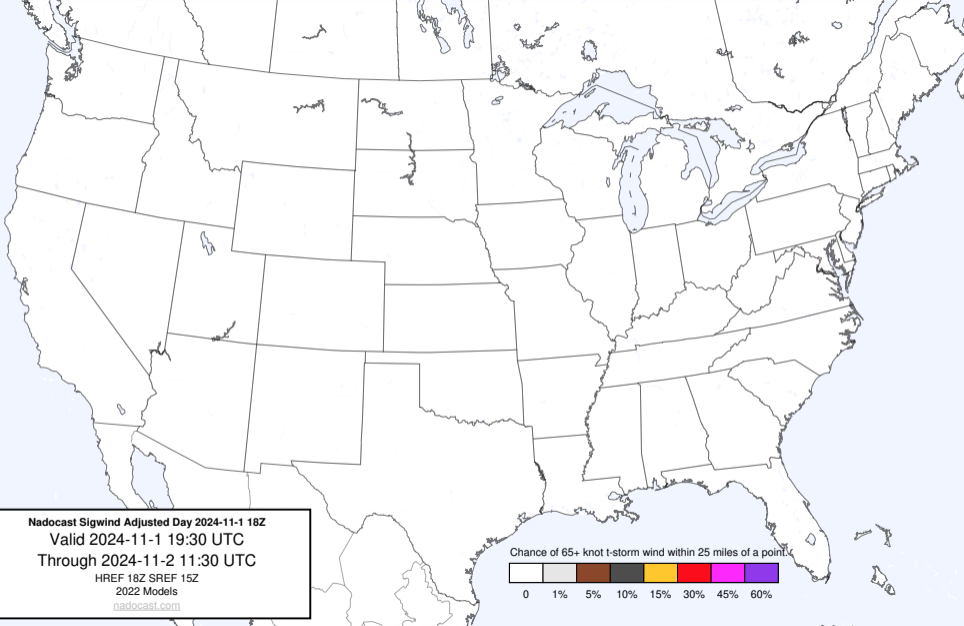 Nadocast Sigwind Adjusted Day 2024-11-1 18Z
Valid 2024-11-1 19:30 UTC
Through 2024-11-2 11:30 UTC
HREF 18Z SREF 15Z
2022 Models
nadocast.com
Chance of 65+ knot t-storm wind within 25 miles of a point.
0 1% 5% 10% 15% 30% 45% 60%